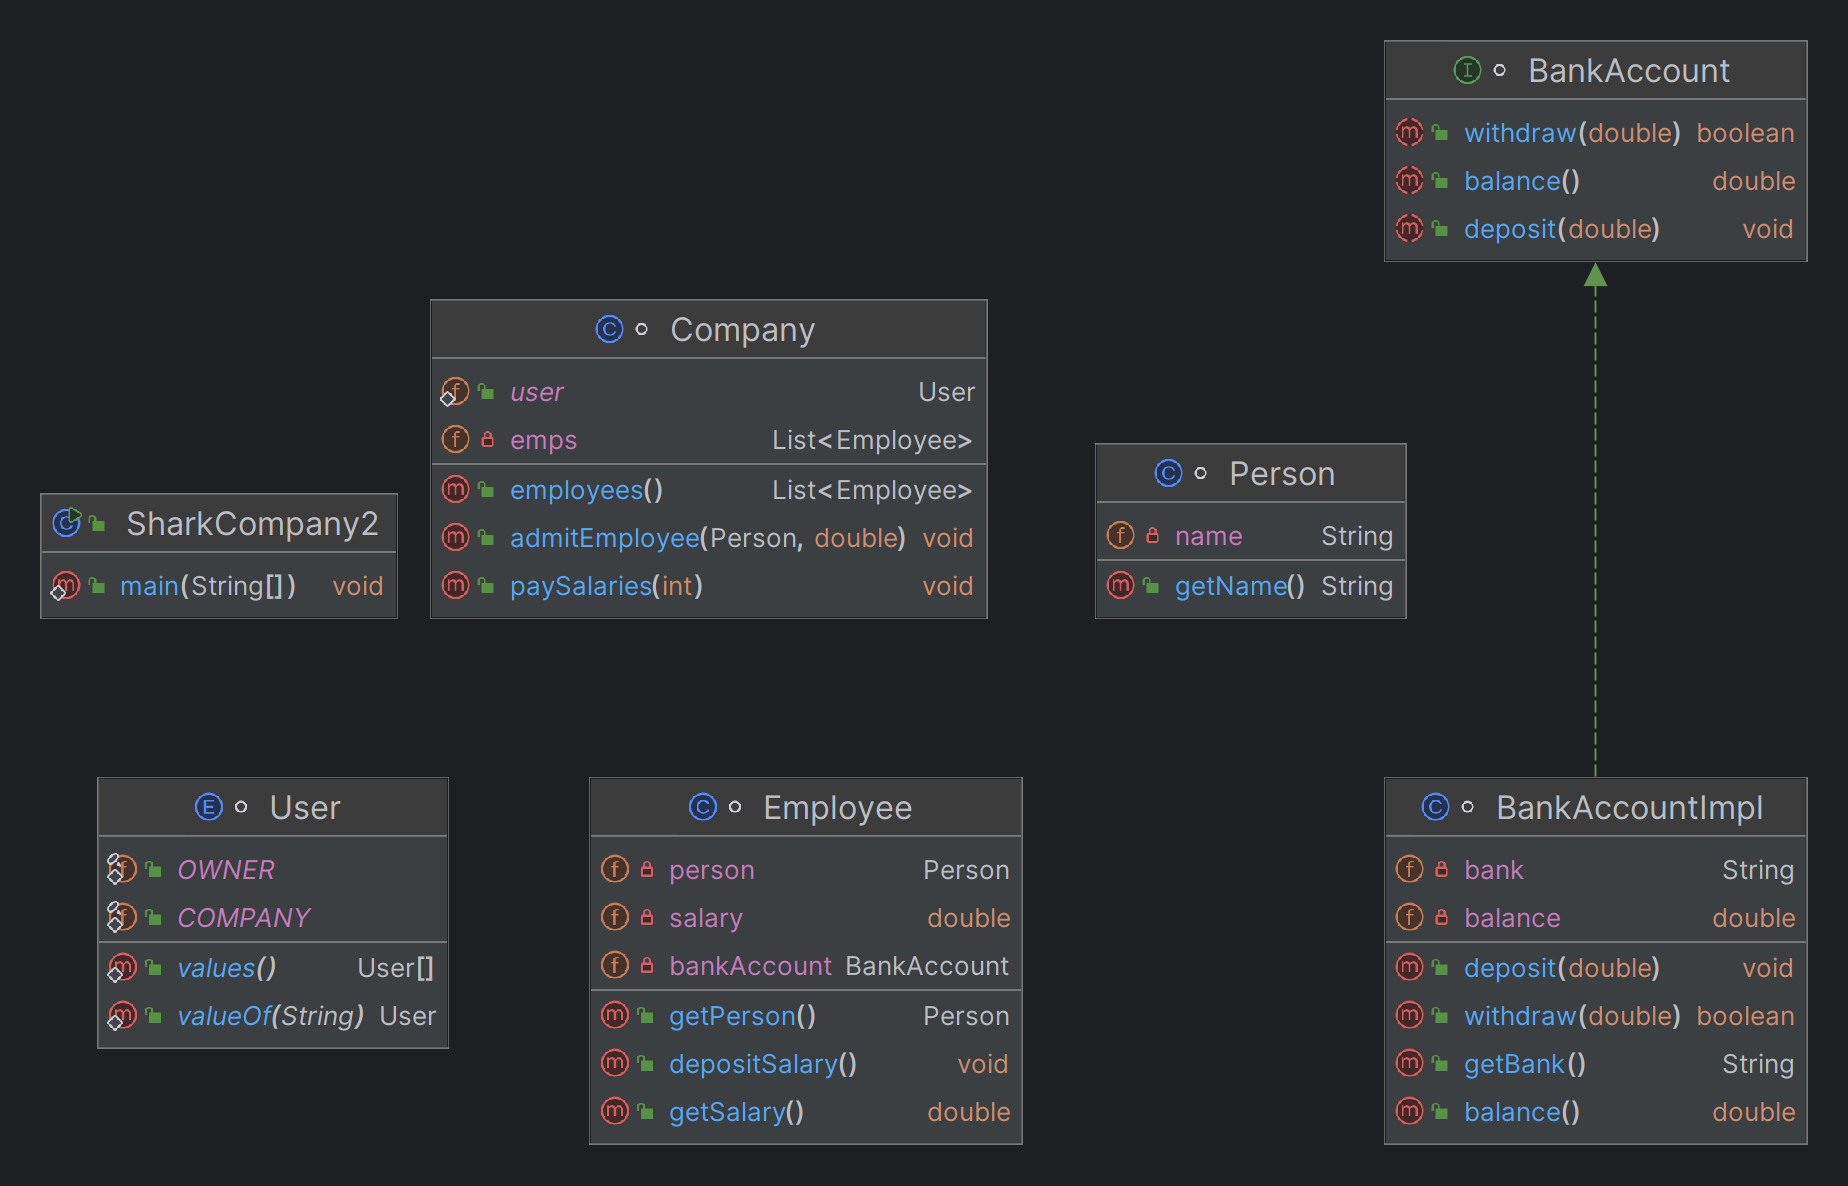 BankAccount
withdraw(double) boolean
balance() double
deposit(double) void
Company
user User
emps List<Employee>
employees() List<Employee>
admitEmployee(Person, double) void
paySalaries(int) void
Person
name String
getName() String
SharkCompany2
main(String[]) void
User
OWNER
COMPANY
values() User[]
valueOf(String) User
Employee
person Person
salary double
bankAccount BankAccount
getPerson() Person
depositSalary() void
getSalary() double
BankAccountImpl
bank String
balance double
deposit(double) void
withdraw(double) boolean
getBank() String
balance() double